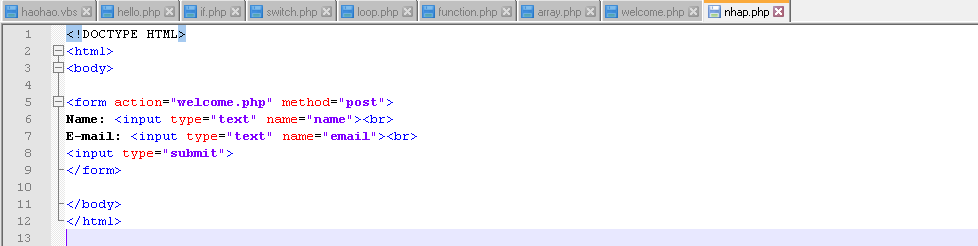 haohao.vbs hello.php if.php switch.php loop.php function.php array.php welcome.php nhap.php
1 <!DOCTYPE HTML>
2 <html>
3 <body>
4
5 <form action="welcome.php" method="post">
6 Name: <input type="text" name="name"><br>
7 E-mail: <input type="text" name="email"><br>
8 <input type="submit">
9 </form>
10
11 </body>
12 </html>
13